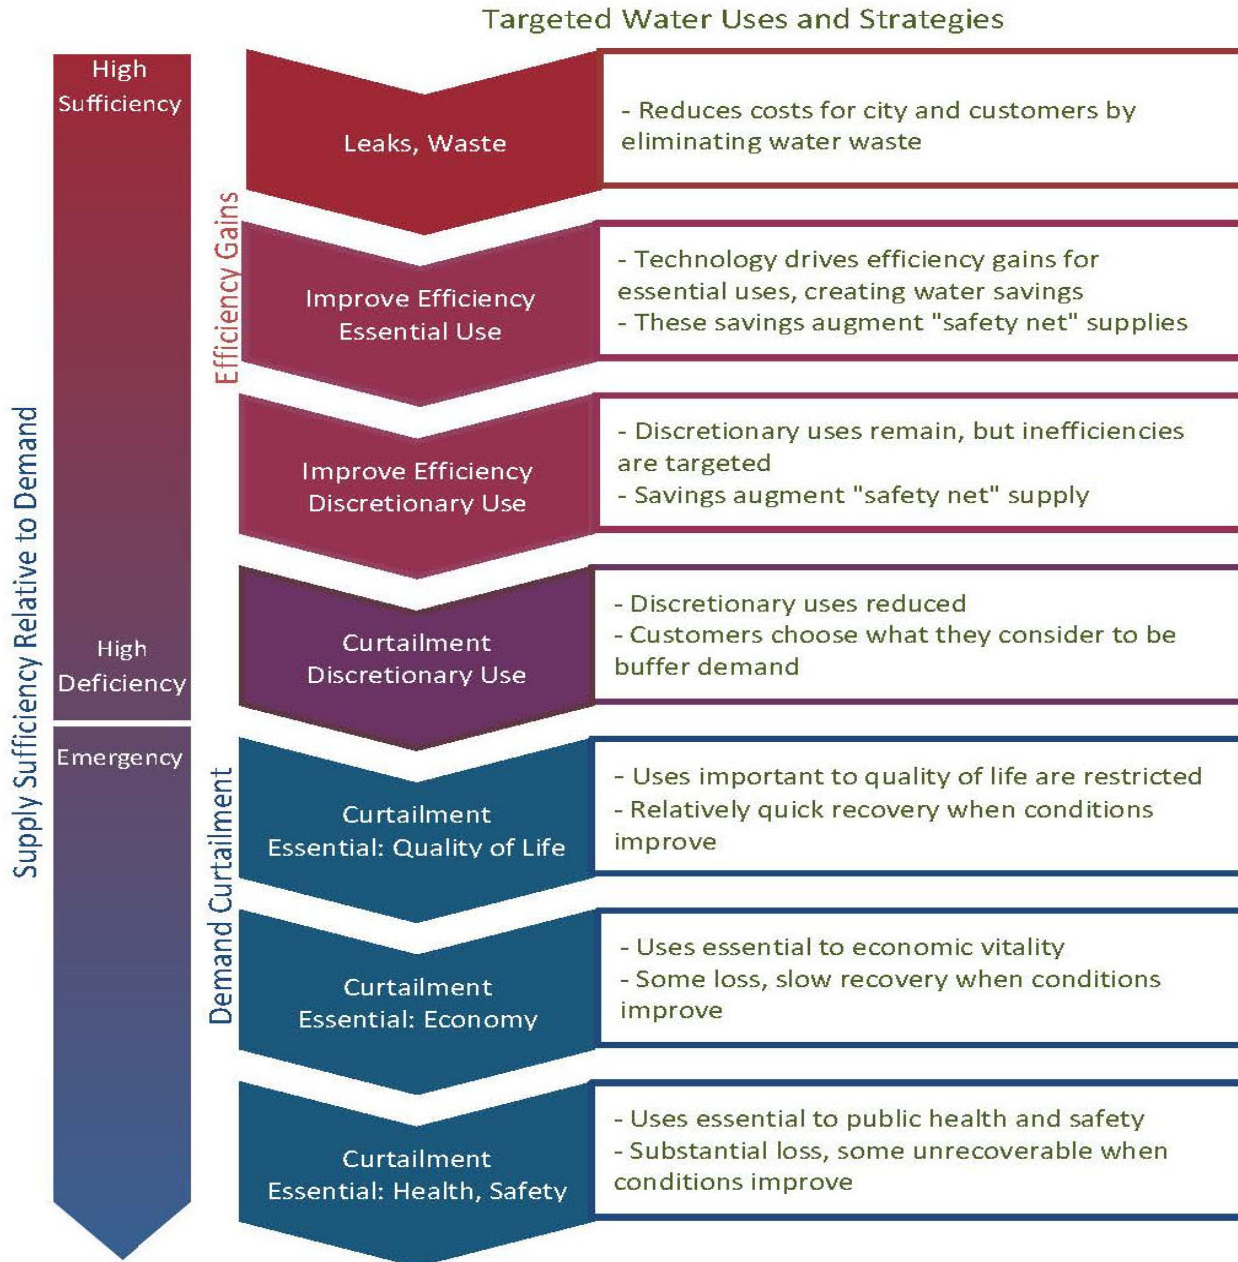 Targeted Water Uses and Strategies
Supply Sufficiency Relative to Demand
High
Sufficiency
High
Deficiency
Emergency
Efficiency Gains
Demand Curtailment
Leaks, Waste
- Reduces costs for city and customers by
eliminating water waste
Improve Efficiency
Essential Use
- Technology drives efficiency gains for
essential uses, creating water savings
- These savings augment "safety net" supplies
Improve Efficiency
Discretionary Use
- Discretionary uses remain, but inefficiencies
are targeted
- Savings augment "safety net" supply
Curtailment
Discretionary Use
- Discretionary uses reduced
- Customers choose what they consider to be
buffer demand
Curtailment
Essential: Quality of Life
- Uses important to quality of life are restricted
- Relatively quick recovery when conditions
improve
Curtailment
Essential: Economy
- Uses essential to economic vitality
- Some loss, slow recovery when conditions
improve
Curtailment
Essential: Health, Safety
- Uses essential to public health and safety
- Substantial loss, some unrecoverable when
conditions improve